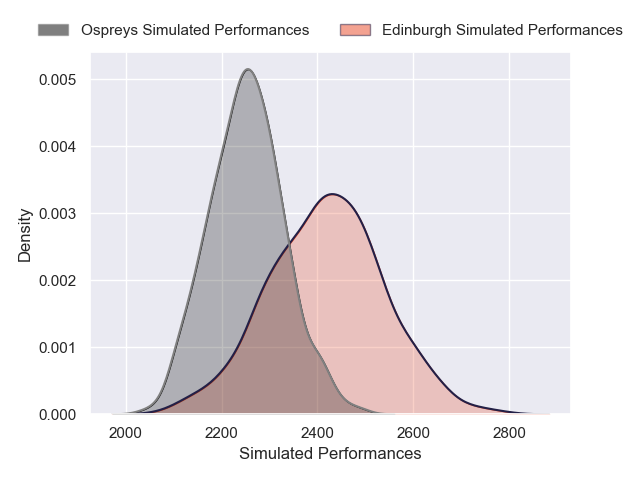 Ospreys Simulated Performances Edinburgh Simulated Performances
0.005
0.004
0.003
0.002
0.001
0.000
Density
2000 2200 2400 2600 2800
Simulated Performances